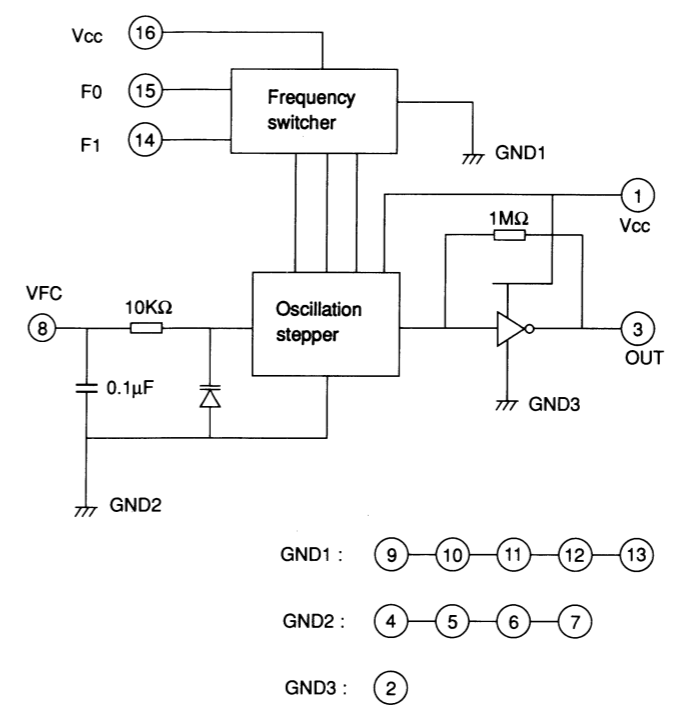 Vcc 16
F0 15
F1 14
Frequency
switcher
GND1
1
Vcc
1MΩ
VFC
8
10KΩ
Oscillation
stepper
3
OUT
0.1µF
GND3
GND2
GND1 : 9 10 11 12 13
GND2 : 4 5 6 7
GND3 : 2